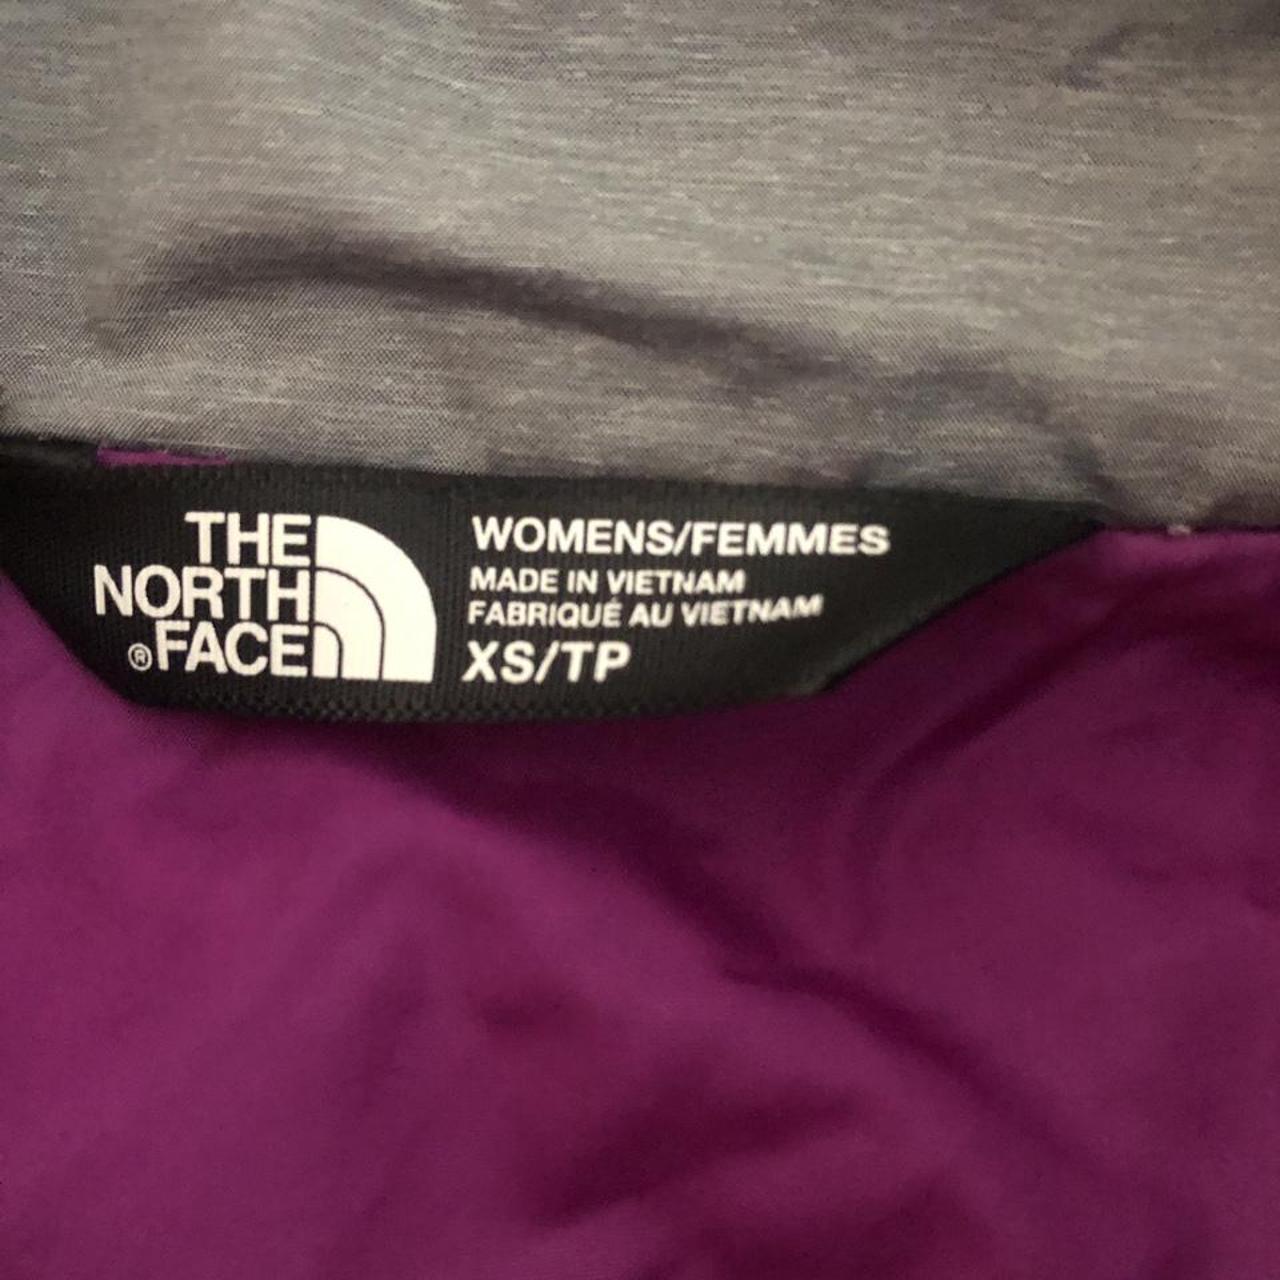 THE
NORTH
®FACE
WOMENS/FEMMES
MADE IN VIETNAM
FABRIQUÉ AU VIETNAM
XS/TP